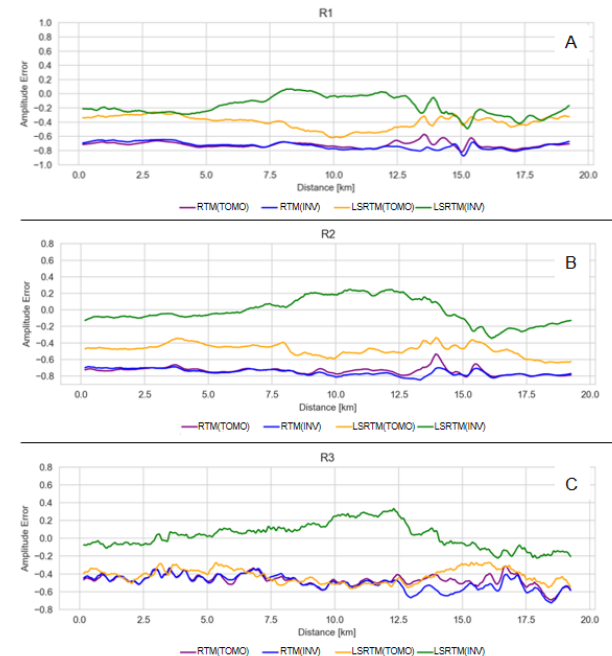 R1
A
Amplitude Error
1.0
0.8
0.6
0.4
0.2
0.0
−0.2
−0.4
−0.6
−0.8
−1.0
0.0 2.5 5.0 7.5 10.0 12.5 15.0 17.5 20.0
Distance [km]
RTM(TOMO) RTM(INV) LSRTM(TOMO) LSRTM(INV)
R2
B
Amplitude Error
0.8
0.6
0.4
0.2
0.0
−0.2
−0.4
−0.6
−0.8
0.0 2.5 5.0 7.5 10.0 12.5 15.0 17.5 20.0
Distance [km]
RTM(TOMO) RTM(INV) LSRTM(TOMO) LSRTM(INV)
R3
C
Amplitude Error
0.8
0.6
0.4
0.2
0.0
−0.2
−0.4
−0.6
−0.8
0.0 2.5 5.0 7.5 10.0 12.5 15.0 17.5 20.0
Distance [km]
RTM(TOMO) RTM(INV) LSRTM(TOMO) LSRTM(INV)